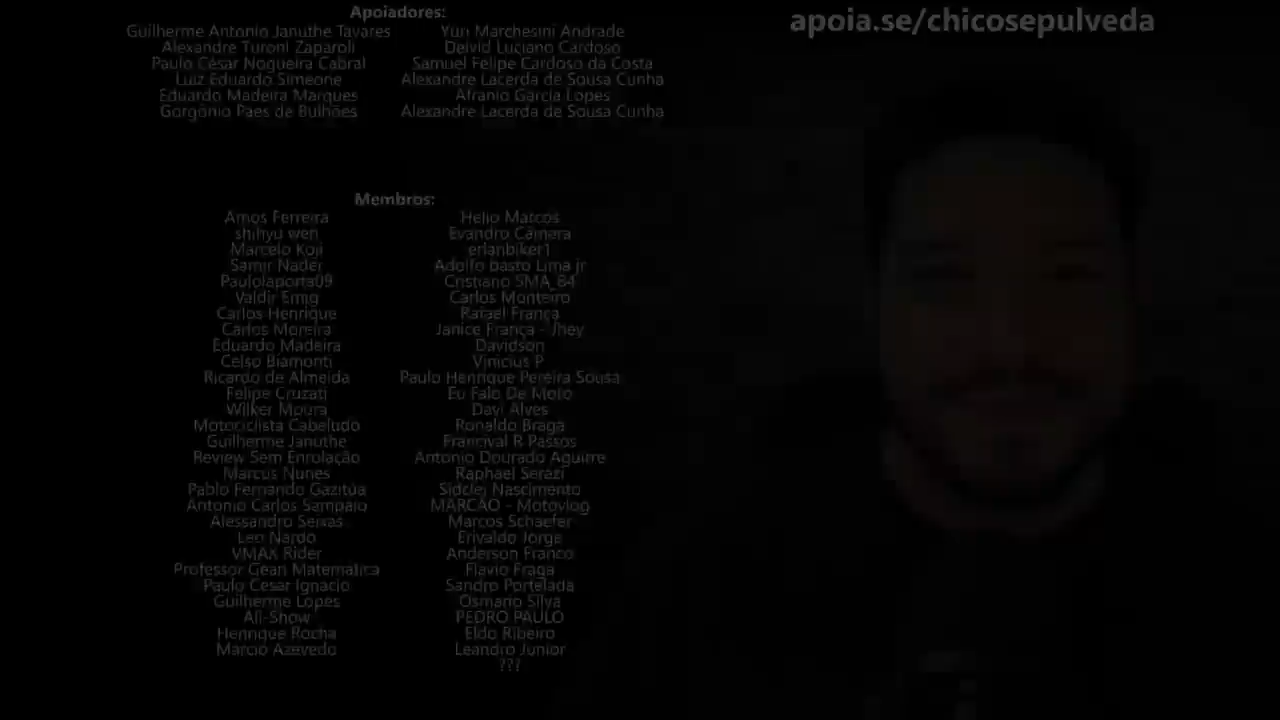 Apoiadores:
Guilherme Antonio Januthe Tavares
Alexandre Turoni Zaparoli
Paulo César Nogueira Cabral
Luiz Eduardo Simeone
Eduardo Madeira Marques
Gorgônio Paes de Bulhões
Yuri Marchesini Andrade
Deivid Luciano Cardoso
Samuel Felipe Cardoso da Costa
Alexandre Lacerda de Sousa Cunha
Afranio Garcia Lopes
Alexandre Lacerda de Sousa Cunha
apoia.se/chicosepulveda
Membros:
Amos Ferreira
shihyu wen
Marcelo Koji
Samir Nader
Paulolaporta09
Valdir Emig
Carlos Henrique
Carlos Moreira
Eduardo Madeira
Celso Biamonti
Ricardo de Almeida
Felipe Cruzati
Wilker Moura
Motociclista Cabeludo
Guilherme Januthe
Review Sem Enrolação
Marcus Nunes
Pablo Fernando Gazitúa
Antonio Carlos Sampaio
Alessandro Seixas
Leo Nardo
VMAX Rider
Professor Gean Matemática
Paulo Cesar Ignacio
Guilherme Lopes
All-Show
Henrique Rocha
Marcio Azevedo
Helio Marcos
Evandro Câmera
erlanbiker1
Adolfo basto Lima jr
Cristiano SMA_84
Carlos Monteiro
Rafael França
Janice França - Jhey
Davidson
Vinicius P
Paulo Henrique Pereira Sousa
Eu Falo De Moto
Davi Alves
Ronaldo Braga
Francival R Passos
Antonio Dourado Aguirre
Raphael Serazi
Sidclei Nascimento
MARCÃO - Motovlog
Marcos Schaefer
Erivaldo Jorge
Anderson Franco
Flavio Fraga
Sandro Portelada
Osmario Silva
PEDRO PAULO
Eldo Ribeiro
Leandro Junior
???